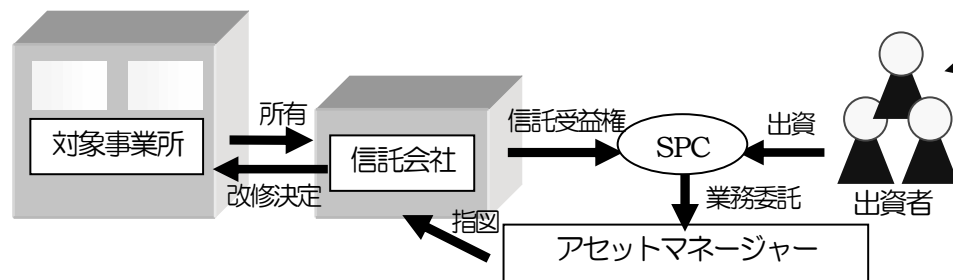 所有
対象事業所
改修決定
信託会社
信託受益権
SPC
出資
出資者
業務委託
指図
アセットマネージャー